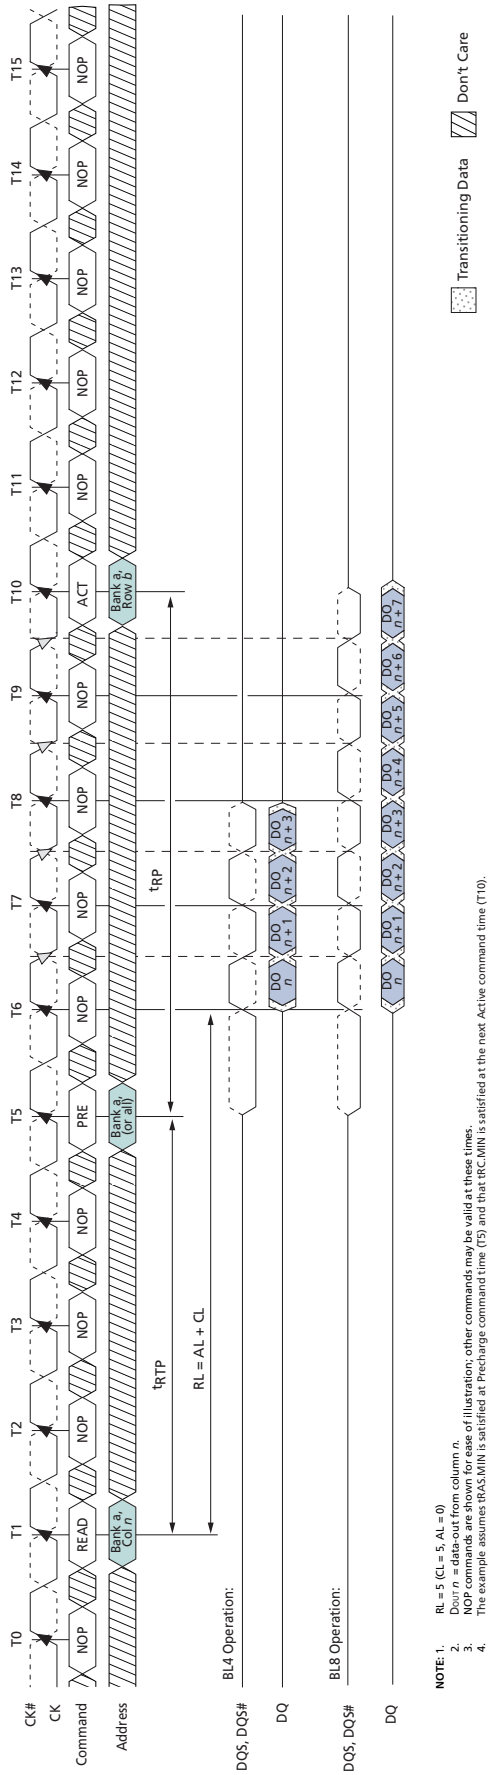 T0 T1 T2 T3 T4 T5 T6 T7 T8 T9 T10 T11 T12 T13 T14 T15
CK#
CK
Command NOP READ NOP NOP NOP PRE NOP NOP NOP NOP ACT NOP NOP NOP NOP NOP
Address Bank a, Bank a, Bank a,
Col n (or all) Row b
tRTP tRP
RL = AL + CL
BL4 Operation:
DQS, DQS#
DQ DO DO DO DO
n n + 1 n + 2 n + 3
BL8 Operation:
DQS, DQS#
DQ DO DO DO DO DO DO DO DO
n n + 1 n + 2 n + 3 n + 4 n + 5 n + 6 n + 7
Transitioning Data Don't Care
NOTE: 1. RL = 5 (CL = 5, AL = 0)
2. DOUT n = data-out from column n.
3. NOP commands are shown for ease of illustration; other commands may be valid at these times.
4. The example assumes tRAS.MIN is satisfied at Precharge command time (T5) and that tRC.MIN is satisfied at the next Active command time (T10).